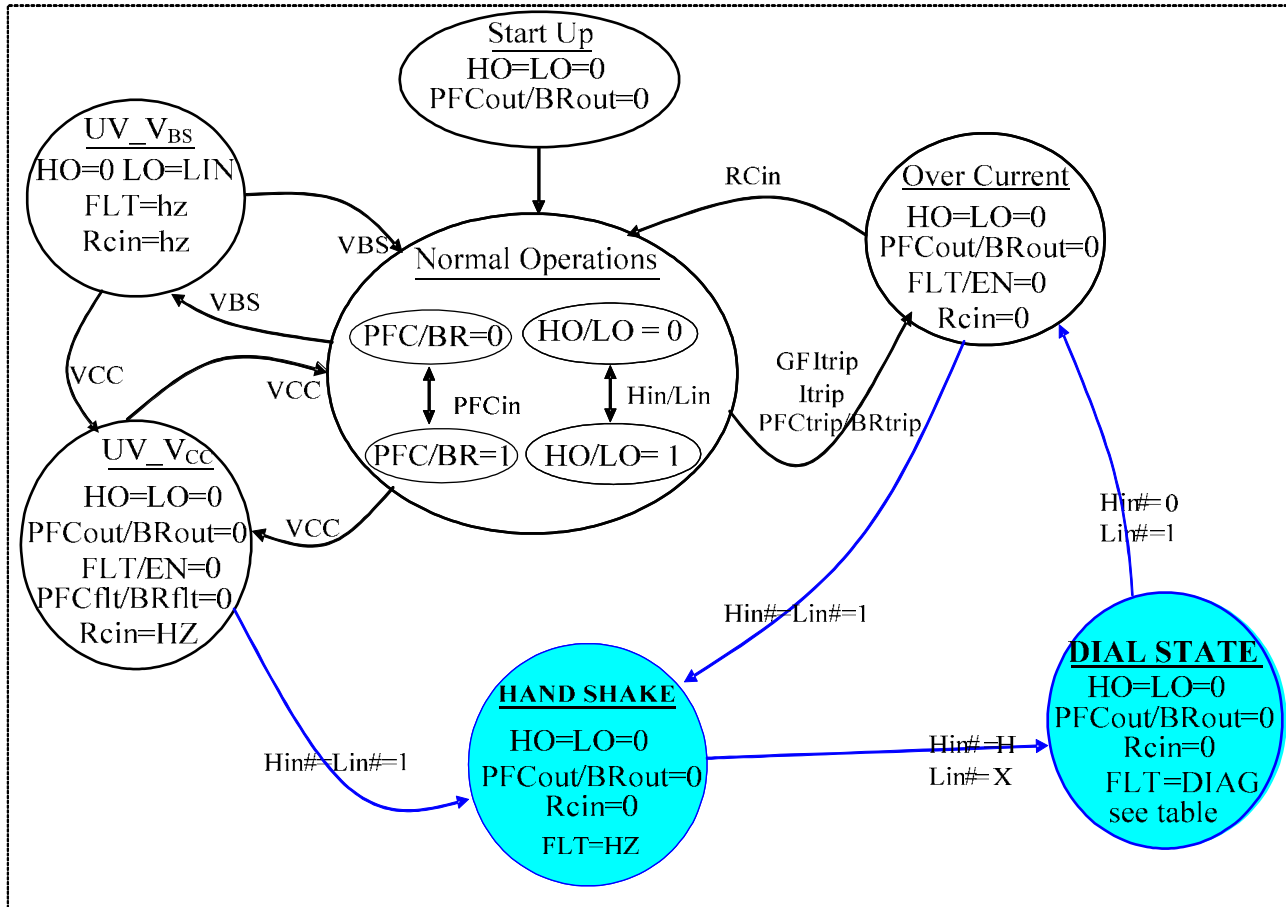 Start Up
HO=LO=0
PFCout/BRout=0
UV_VBS
HO=0 LO=LIN
FLT=hz
Rcin=hz
RCin
Over Current
HO=LO=0
PFCout/BRout=0
FLT/EN=0
Rcin=0
VBS
VBS
Normal Operations
PFC/BR=0
HO/LO = 0
PFCin
Hin/Lin
PFC/BR=1
HO/LO= 1
VCC
VCC
VCC
GFItrip
Itrip
PFCtrip/BRtrip
UV_VCC
HO=LO=0
PFCout/BRout=0
FLT/EN=0
PFCflt/BRflt=0
Rcin=HZ
Hin#=0
Lin#=1
Hin#=Lin#=1
Hin#=Lin#=1
HAND SHAKE
HO=LO=0
PFCout/BRout=0
Rcin=0
FLT=HZ
Hin#=H
Lin#=X
DIAL STATE
HO=LO=0
PFCout/BRout=0
Rcin=0
FLT=DIAG
see table